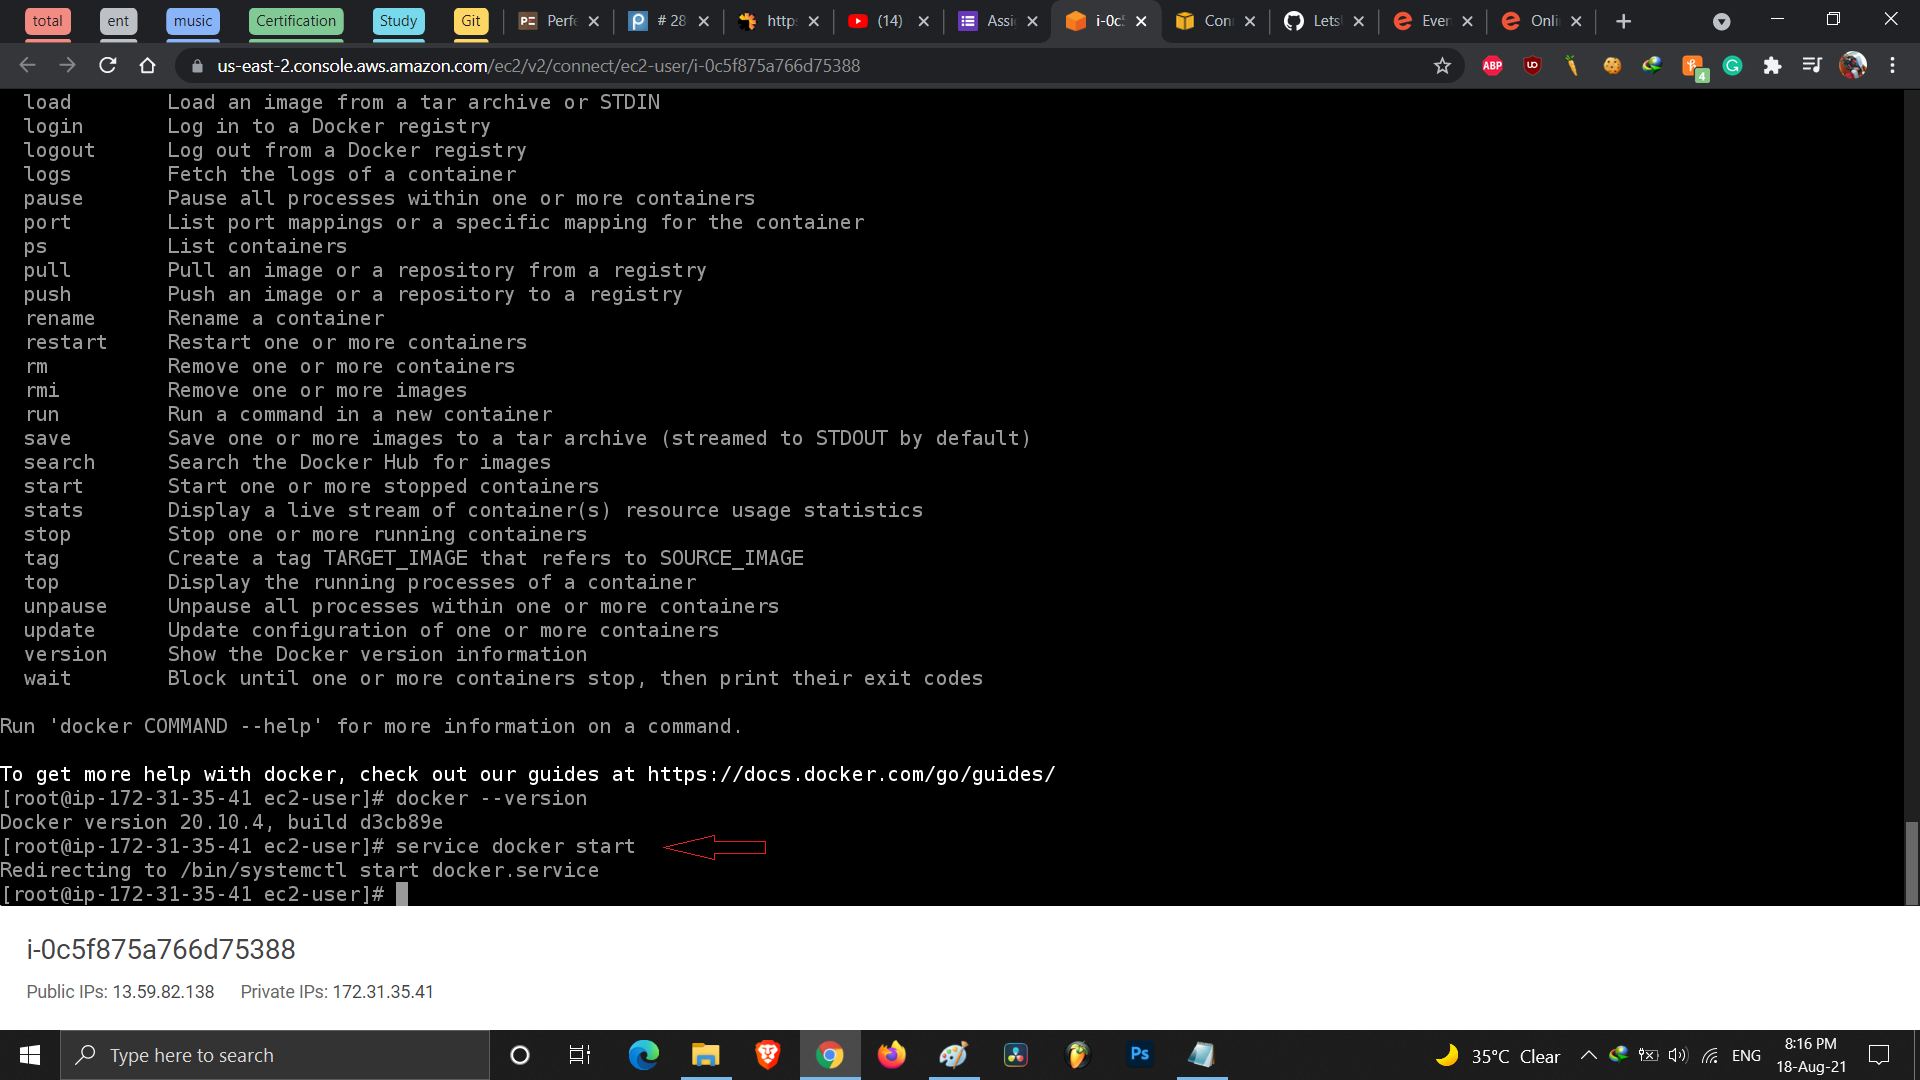 total ent music Certification Study Git Perfe # 28 http (14) Assi i-0c5 Conn Lets Even Onli
us-east-2.console.aws.amazon.com/ec2/v2/connect/ec2-user/i-0c5f875a766d75388 ABP UD 4
load Load an image from a tar archive or STDIN
login Log in to a Docker registry
logout Log out from a Docker registry
logs Fetch the logs of a container
pause Pause all processes within one or more containers
port List port mappings or a specific mapping for the container
ps List containers
pull Pull an image or a repository from a registry
push Push an image or a repository to a registry
rename Rename a container
restart Restart one or more containers
rm Remove one or more containers
rmi Remove one or more images
run Run a command in a new container
save Save one or more images to a tar archive (streamed to STDOUT by default)
search Search the Docker Hub for images
start Start one or more stopped containers
stats Display a live stream of container(s) resource usage statistics
stop Stop one or more running containers
tag Create a tag TARGET_IMAGE that refers to SOURCE_IMAGE
top Display the running processes of a container
unpause Unpause all processes within one or more containers
update Update configuration of one or more containers
version Show the Docker version information
wait Block until one or more containers stop, then print their exit codes
Run 'docker COMMAND --help' for more information on a command.
To get more help with docker, check out our guides at https://docs.docker.com/go/guides/
[root@ip-172-31-35-41 ec2-user]# docker --version
Docker version 20.10.4, build d3cb89e
[root@ip-172-31-35-41 ec2-user]# service docker start
Redirecting to /bin/systemctl start docker.service
[root@ip-172-31-35-41 ec2-user]#
i-0c5f875a766d75388
Public IPs: 13.59.82.138 Private IPs: 172.31.35.41
Type here to search Ps 35°C Clear ENG 8:16 PM
18-Aug-21